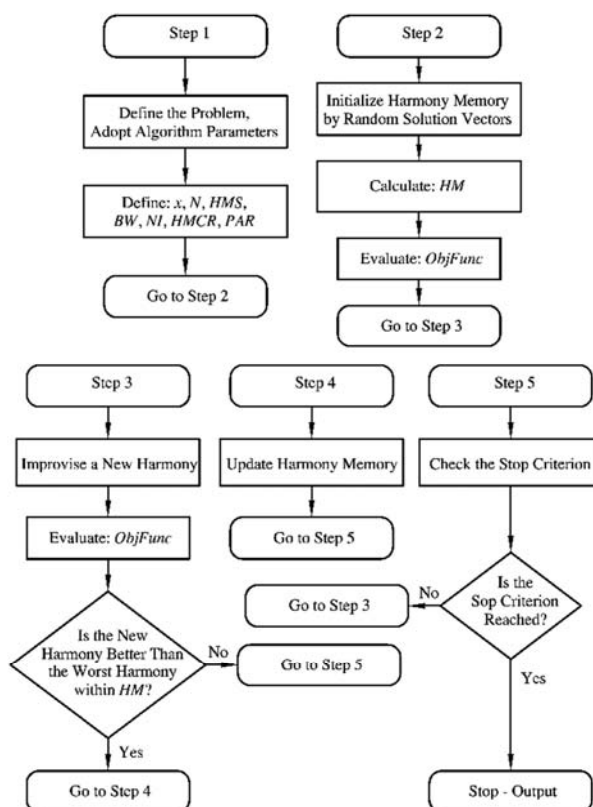 Step 1
Define the Problem,
Adopt Algorithm Parameters
Define: x, N, HMS,
BW, NI, HMCR, PAR
Go to Step 2
Step 2
Initialize Harmony Memory
by Random Solution Vectors
Calculate: HM
Evaluate: ObjFunc
Go to Step 3
Step 3
Improvise a New Harmony
Evaluate: ObjFunc
Is the New
Harmony Better Than
the Worst Harmony
within HM?
No
Go to Step 5
Yes
Go to Step 4
Step 4
Update Harmony Memory
Go to Step 5
Step 5
Check the Stop Criterion
Is the
Sop Criterion
Reached?
No
Go to Step 3
Yes
Stop - Output